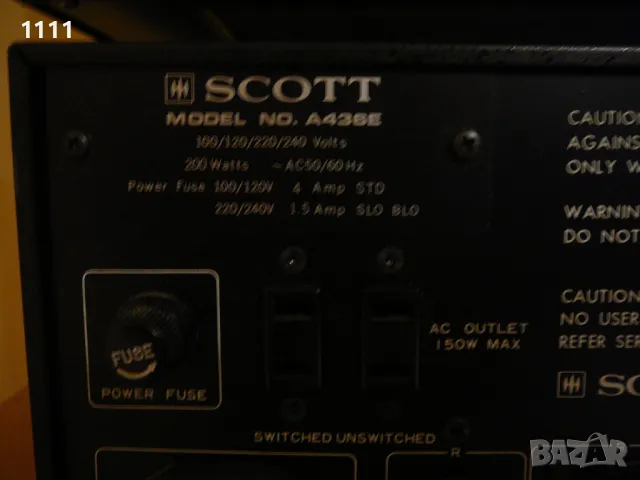 1111
SCOTT
MODEL NO. A436E
100/120/220/240 Volts
200 Watts ~ AC50/60Hz
Power Fuse 100/120V 4 Amp STD
220/240V 1.5 Amp SLO BLO
CAUTION
AGAINS
ONLY W
WARNIN
DO NOT
CAUTION
NO USER
REFER SER
AC OUTLET
150W MAX
FUSE
POWER FUSE
SC
SWITCHED UNSWITCHED
R
BAZAR